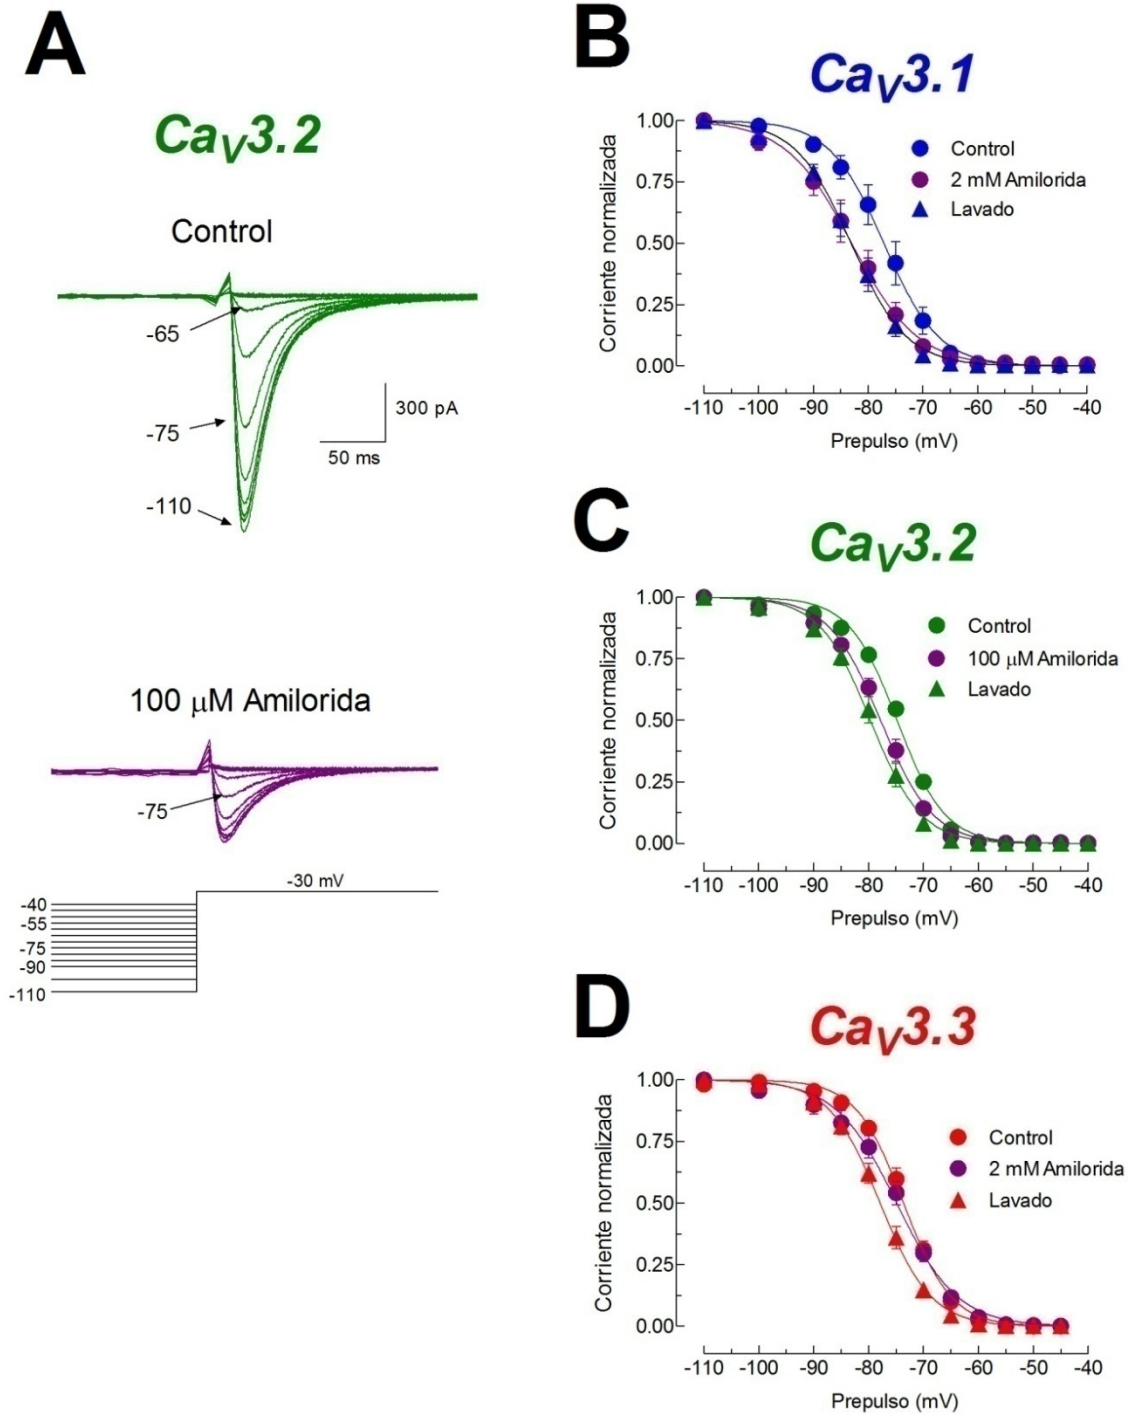 A
CaV3.2
Control
-65
-75
-110
300 pA
50 ms
100 μM Amilorida
-75
-30 mV
-40
-55
-75
-90
-110
B
CaV3.1
Corriente normalizada
1.00
0.75
0.50
0.25
0.00
Control
2 mM Amilorida
Lavado
-110 -100 -90 -80 -70 -60 -50 -40
Prepulso (mV)
C
CaV3.2
Corriente normalizada
1.00
0.75
0.50
0.25
0.00
Control
100 μM Amilorida
Lavado
-110 -100 -90 -80 -70 -60 -50 -40
Prepulso (mV)
D
CaV3.3
Corriente normalizada
1.00
0.75
0.50
0.25
0.00
Control
2 mM Amilorida
Lavado
-110 -100 -90 -80 -70 -60 -50 -40
Prepulso (mV)